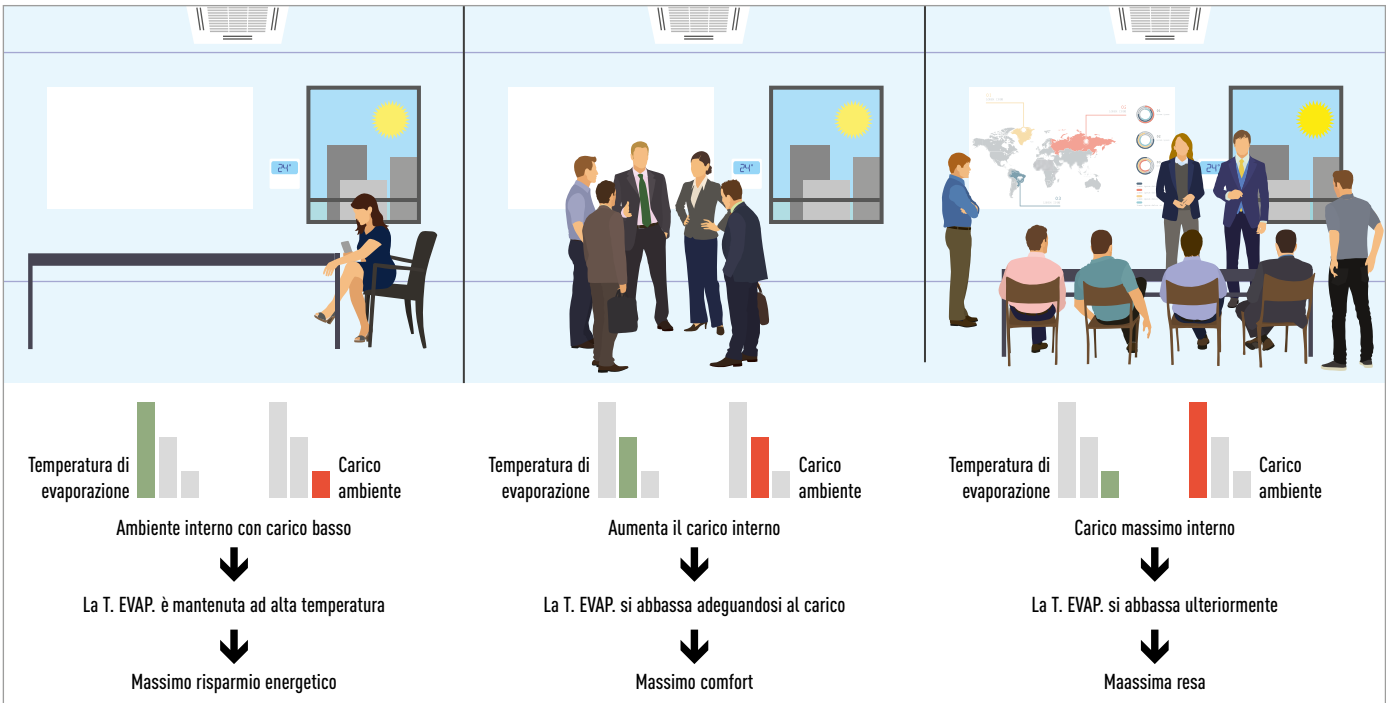 24°
24°
24°
Temperatura di
evaporazione
Carico
ambiente
Ambiente interno con carico basso
La T. EVAP. è mantenuta ad alta temperatura
Massimo risparmio energetico
Temperatura di
evaporazione
Carico
ambiente
Aumenta il carico interno
La T. EVAP. si abbassa adeguandosi al carico
Massimo comfort
Temperatura di
evaporazione
Carico
ambiente
Carico massimo interno
La T. EVAP. si abbassa ulteriormente
Maassima resa